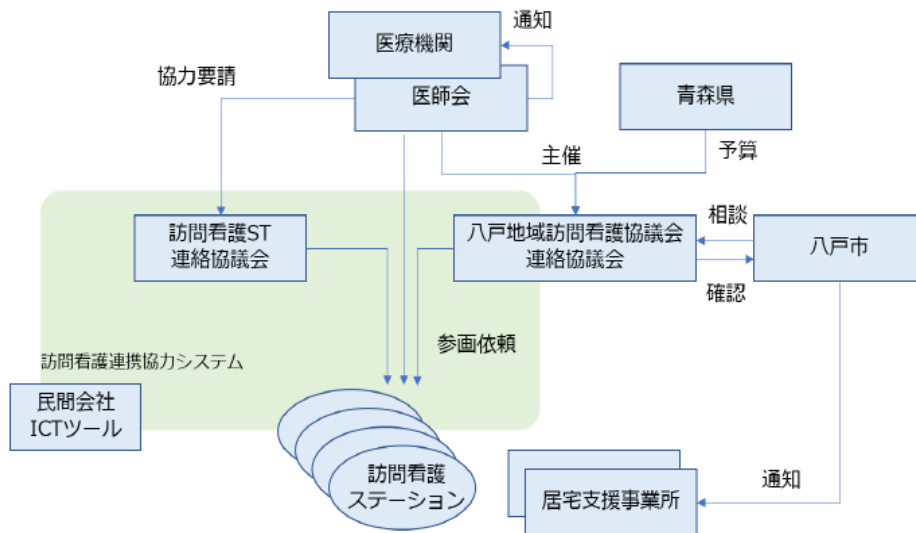 通知
医療機関
協力要請
医師会
青森県
主催
予算
訪問看護ST
連絡協議会
八戸地域訪問看護協議会
連絡協議会
相談
八戸市
確認
参画依頼
訪問看護連携協力システム
民間会社
ICTツール
訪問看護
ステーション
通知
居宅支援事業所